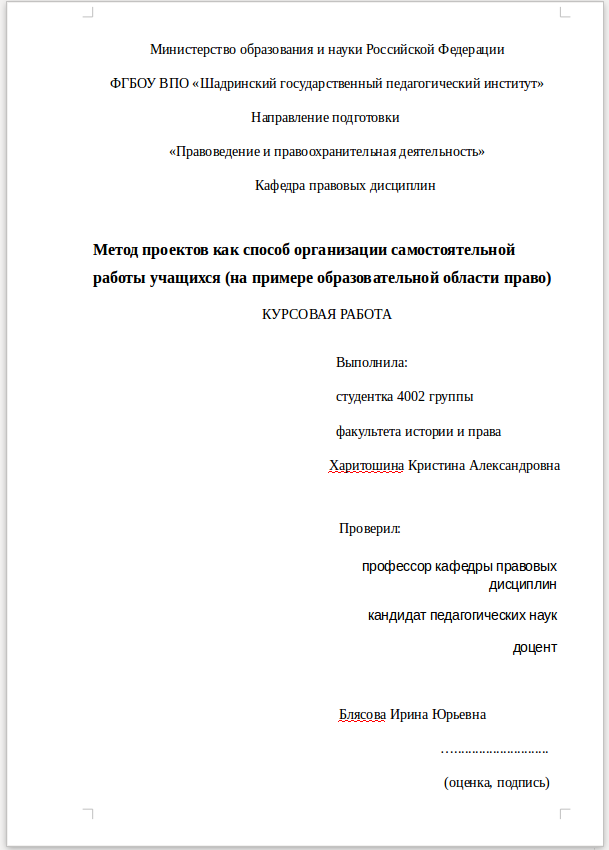 Министерство образования и науки Российской Федерации
ФГБОУ ВПО «Шадринский государственный педагогический институт»
Направление подготовки
«Правоведение и правоохранительная деятельность»
Кафедра правовых дисциплин
Метод проектов как способ организации самостоятельной
работы учащихся (на примере образовательной области право)
КУРСОВАЯ РАБОТА
Выполнила:
студентка 4002 группы
факультета истории и права
Харитошина Кристина Александровна
Проверил:
профессор кафедры правовых
дисциплин
кандидат педагогических наук
доцент
Блясова Ирина Юрьевна
…...........................
(оценка, подпись)